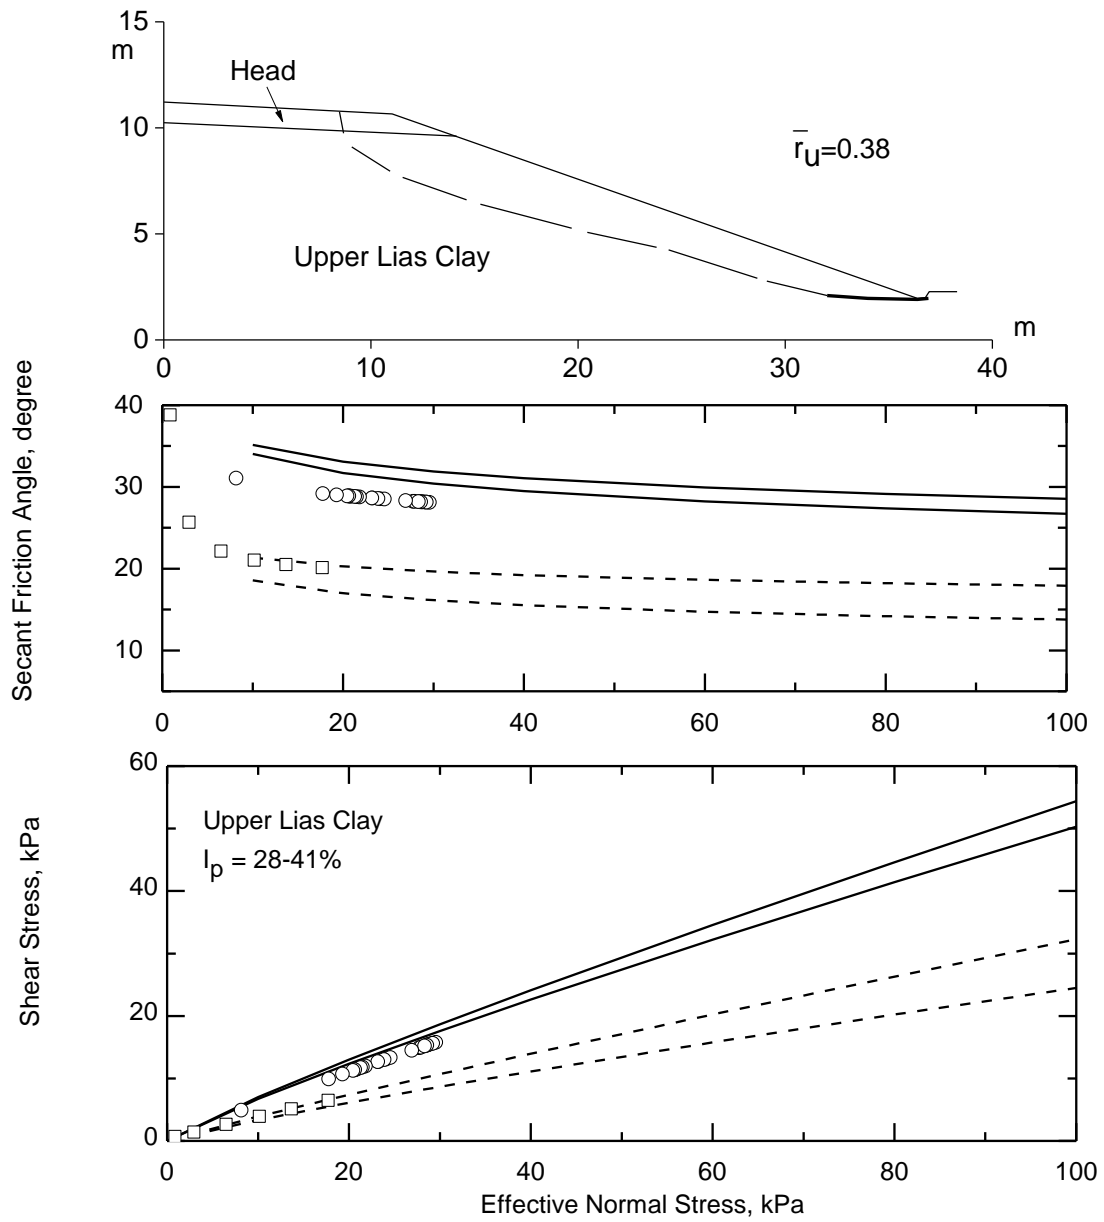 15
m
Head
10
r̅u=0.38
5
Upper Lias Clay
0
m
0 10 20 30 40
Secant Friction Angle, degree
40
30
20
10
0 20 40 60 80 100
Shear Stress, kPa
60
Upper Lias Clay
Ip = 28-41%
40
20
0
0 20 40 60 80 100
Effective Normal Stress, kPa